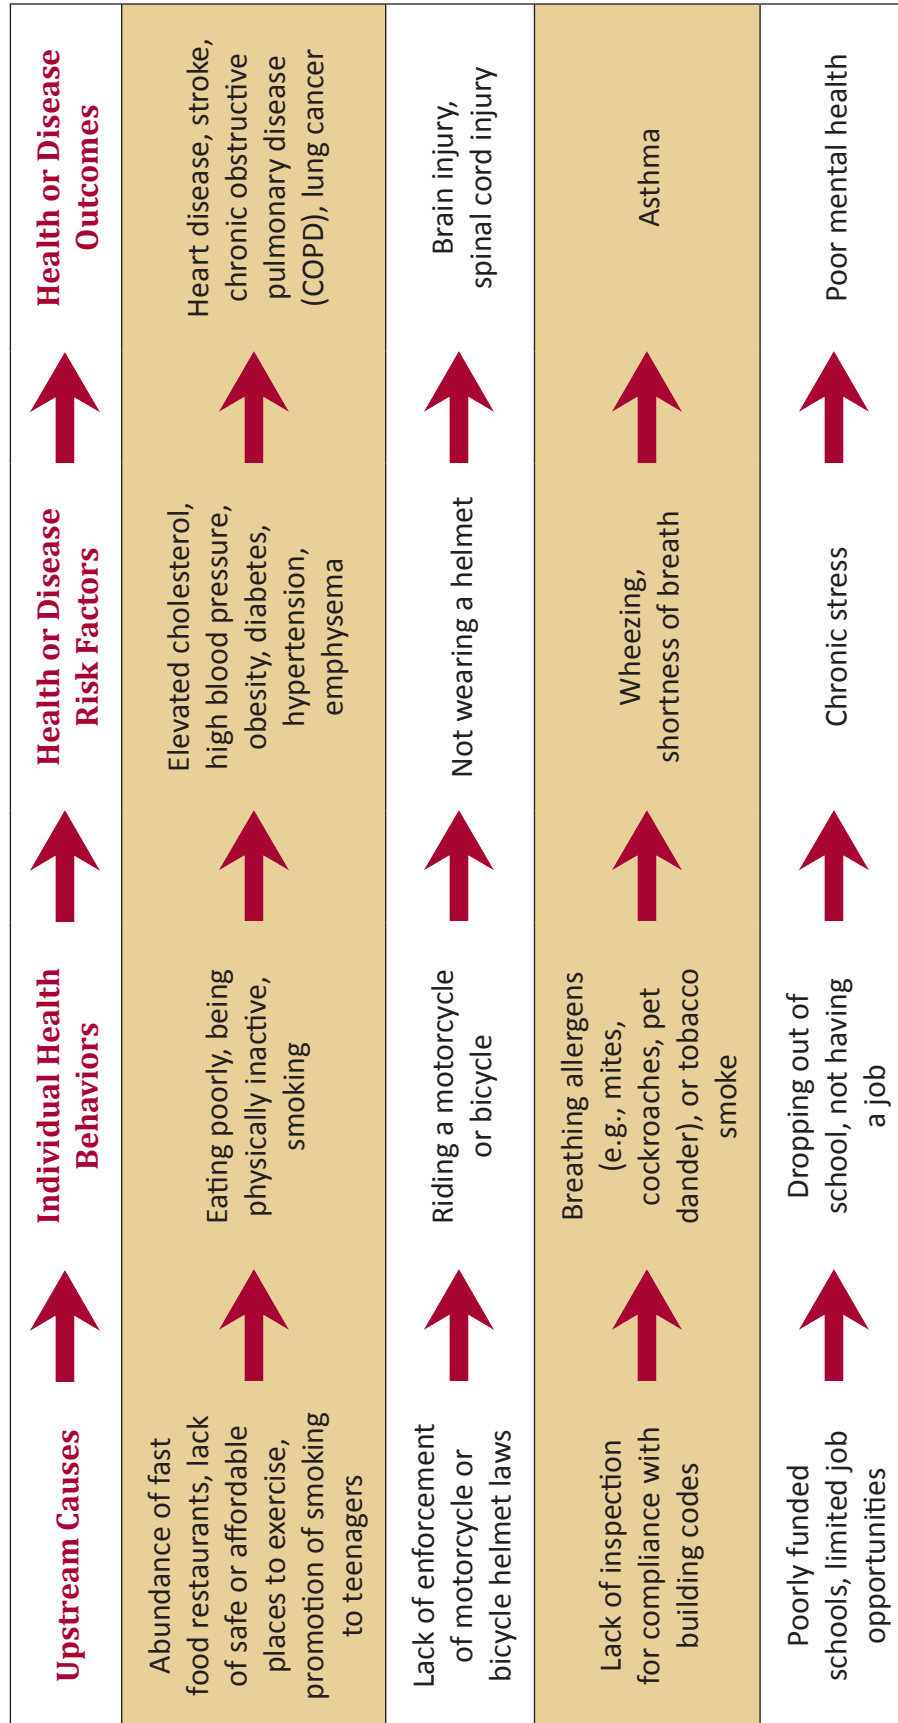 Upstream Causes
Individual Health
Behaviors
Health or Disease
Risk Factors
Health or Disease
Outcomes
Abundance of fast
food restaurants, lack
of safe or affordable
places to exercise,
promotion of smoking
to teenagers
Eating poorly, being
physically inactive,
smoking
Elevated cholesterol,
high blood pressure,
obesity, diabetes,
hypertension,
emphysema
Heart disease, stroke,
chronic obstructive
pulmonary disease
(COPD), lung cancer
Lack of enforcement
of motorcycle or
bicycle helmet laws
Riding a motorcycle
or bicycle
Not wearing a helmet
Brain injury,
spinal cord injury
Lack of inspection
for compliance with
building codes
Breathing allergens
(e.g., mites,
cockroaches, pet
dander), or tobacco
smoke
Wheezing,
shortness of breath
Asthma
Poorly funded
schools, limited job
opportunities
Dropping out of
school, not having
a job
Chronic stress
Poor mental health